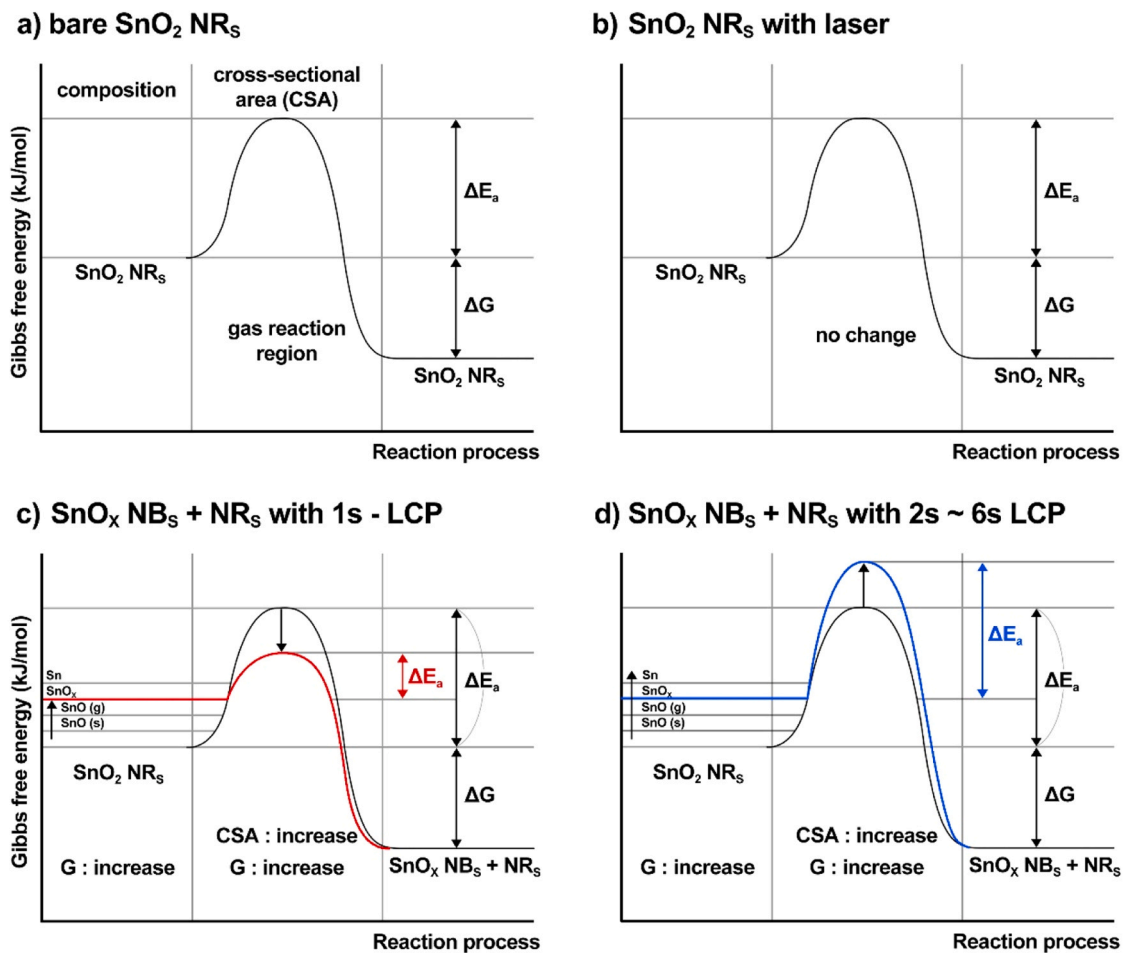 a) bare SnO₂ NRₛ
composition
cross-sectional
area (CSA)
Gibbs free energy (kJ/mol)
ΔEₐ
SnO₂ NRₛ
ΔG
gas reaction
region
SnO₂ NRₛ
Reaction process
b) SnO₂ NRₛ with laser
ΔEₐ
SnO₂ NRₛ
ΔG
no change
SnO₂ NRₛ
Reaction process
c) SnOₓ NBₛ + NRₛ with 1s - LCP
Gibbs free energy (kJ/mol)
Sn
SnOₓ
SnO (g)
SnO (s)
ΔEₐ
ΔEₐ
SnO₂ NRₛ
ΔG
CSA : increase
G : increase
G : increase
SnOₓ NBₛ + NRₛ
Reaction process
d) SnOₓ NBₛ + NRₛ with 2s ~ 6s LCP
ΔEₐ
Sn
SnOₓ
SnO (g)
SnO (s)
ΔEₐ
SnO₂ NRₛ
ΔG
CSA : increase
G : increase
G : increase
SnOₓ NBₛ + NRₛ
Reaction process